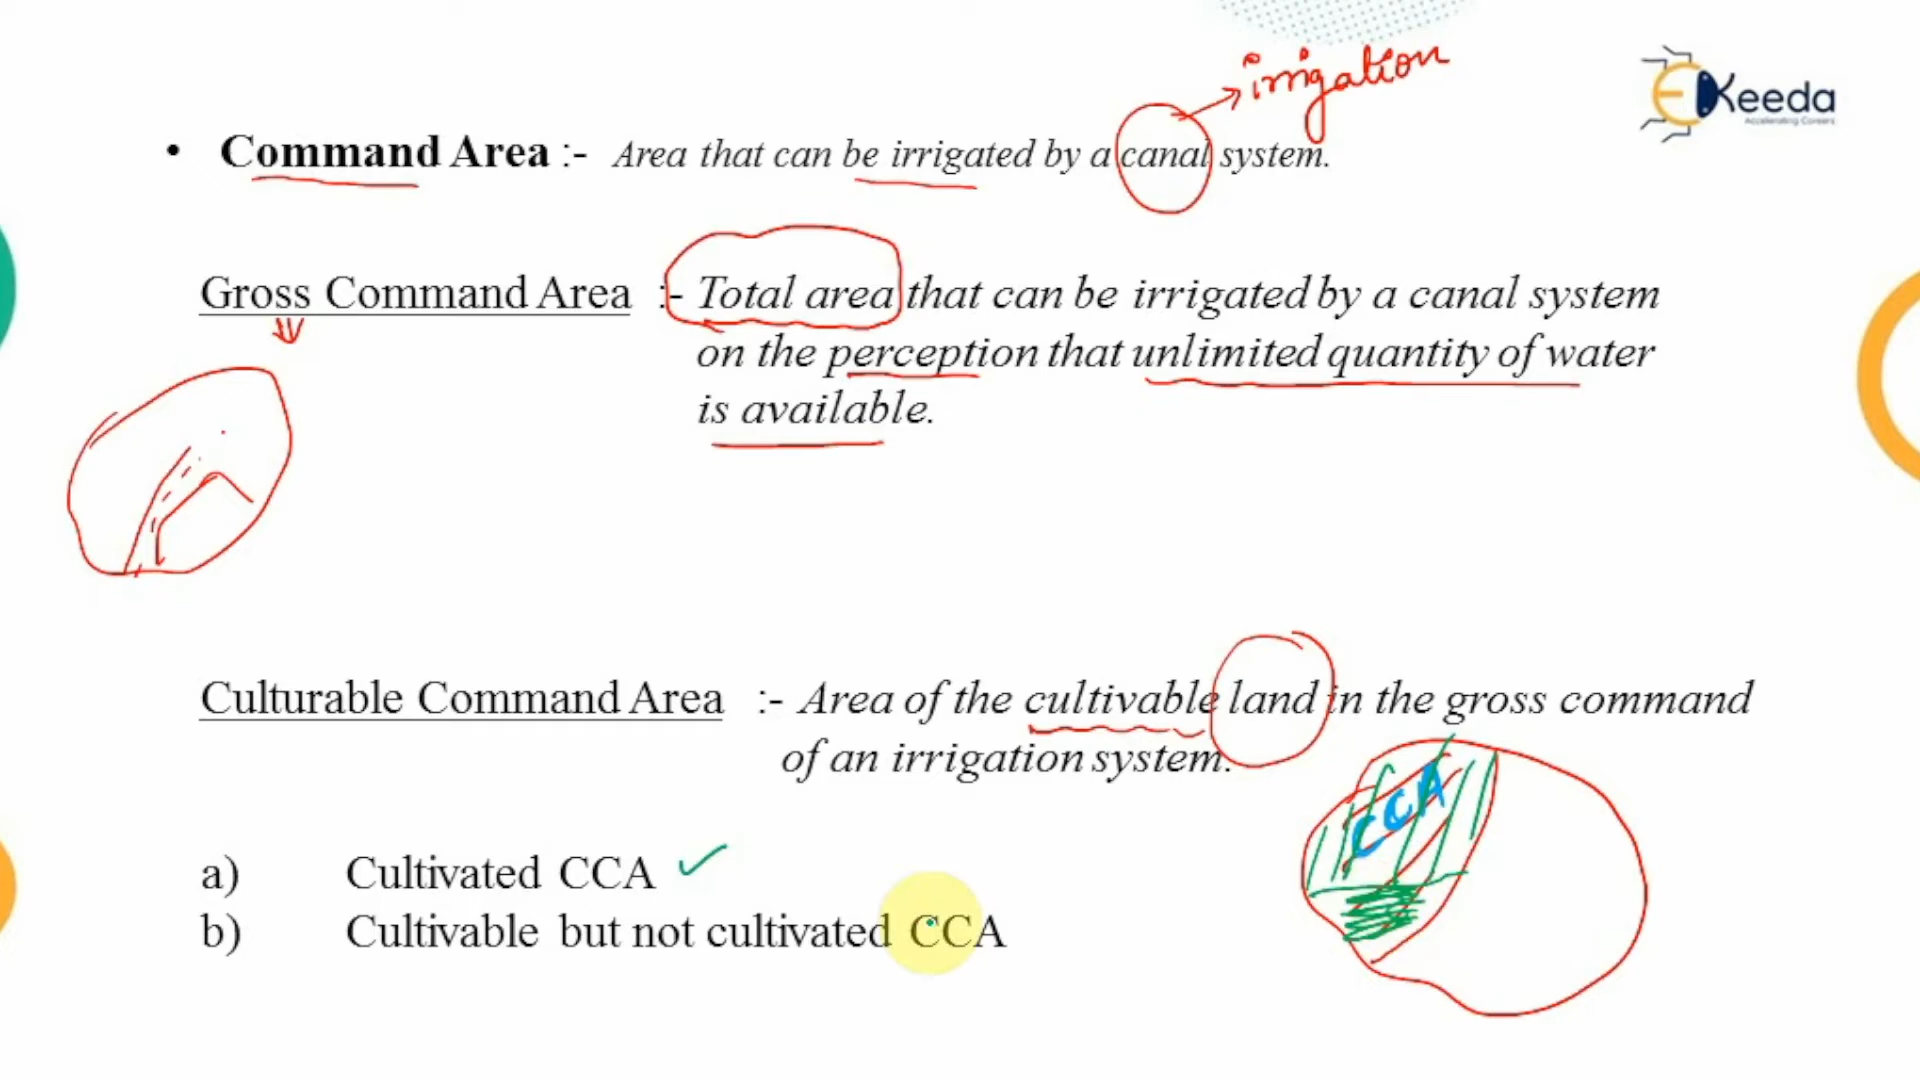 irrigation
EKeeda
Accelerating Careers
• Command Area :- Area that can be irrigated by a canal system.
Gross Command Area :- Total area that can be irrigated by a canal system
on the perception that unlimited quantity of water
is available.
Culturable Command Area :- Area of the cultivable land in the gross command
of an irrigation system.
CCA
a) Cultivated CCA
b) Cultivable but not cultivated CCA